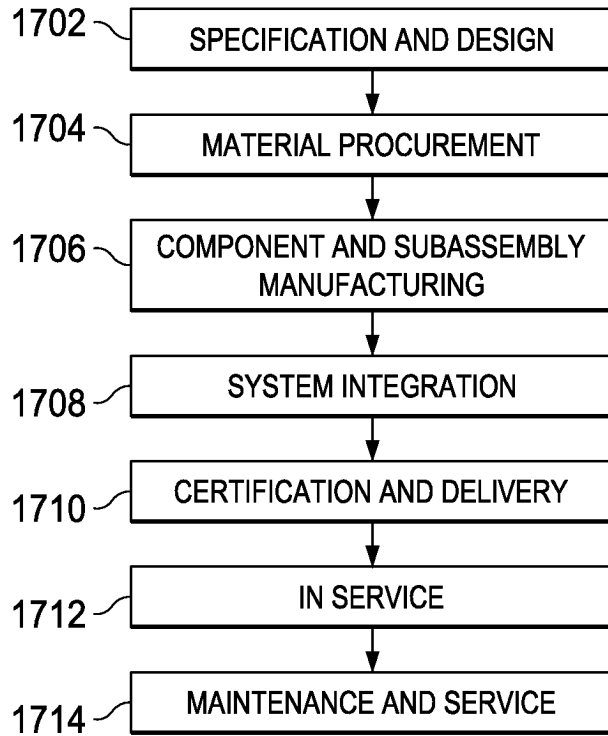 1702
SPECIFICATION AND DESIGN
1704
MATERIAL PROCUREMENT
1706
COMPONENT AND SUBASSEMBLY
MANUFACTURING
1708
SYSTEM INTEGRATION
1710
CERTIFICATION AND DELIVERY
1712
IN SERVICE
1714
MAINTENANCE AND SERVICE